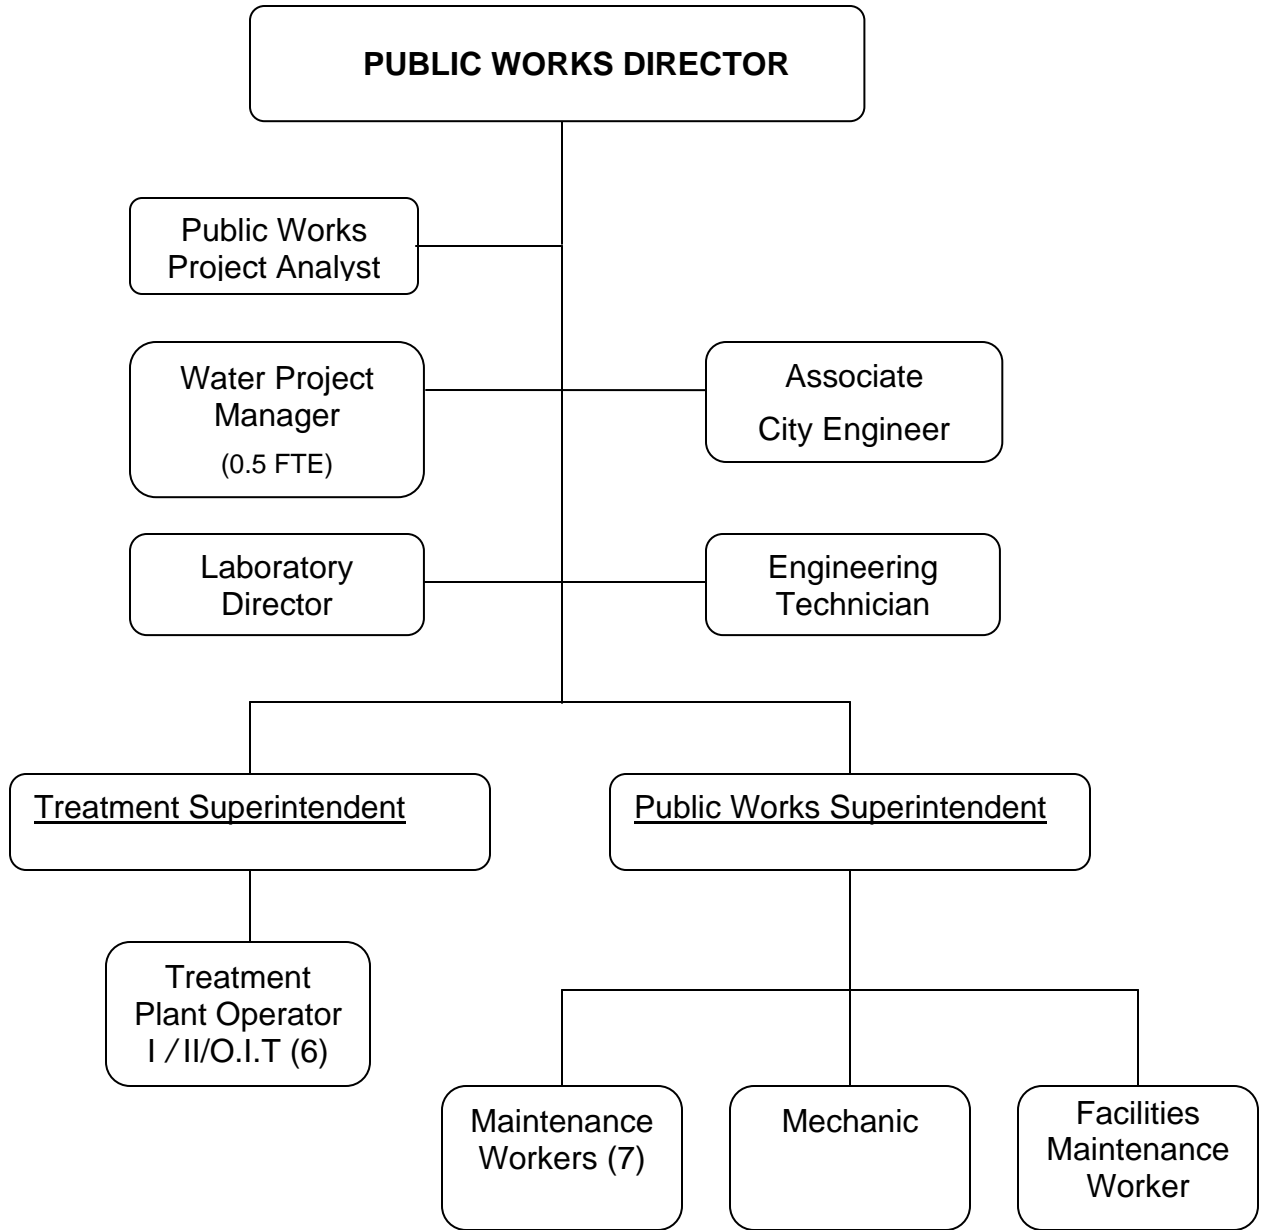 PUBLIC WORKS DIRECTOR
Public Works
Project Analyst
Water Project
Manager
(0.5 FTE)
Associate
City Engineer
Laboratory
Director
Engineering
Technician
Treatment Superintendent
Public Works Superintendent
Treatment
Plant Operator
I / II/O.I.T (6)
Maintenance
Workers (7)
Mechanic
Facilities
Maintenance
Worker